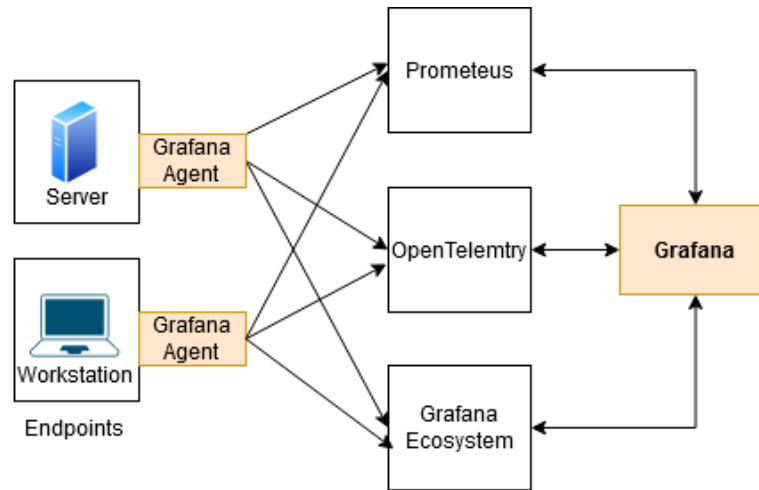 Prometeus
Grafana
Agent
Server
OpenTelemtry
Grafana
Grafana
Agent
Workstation
Endpoints
Grafana
Ecosystem